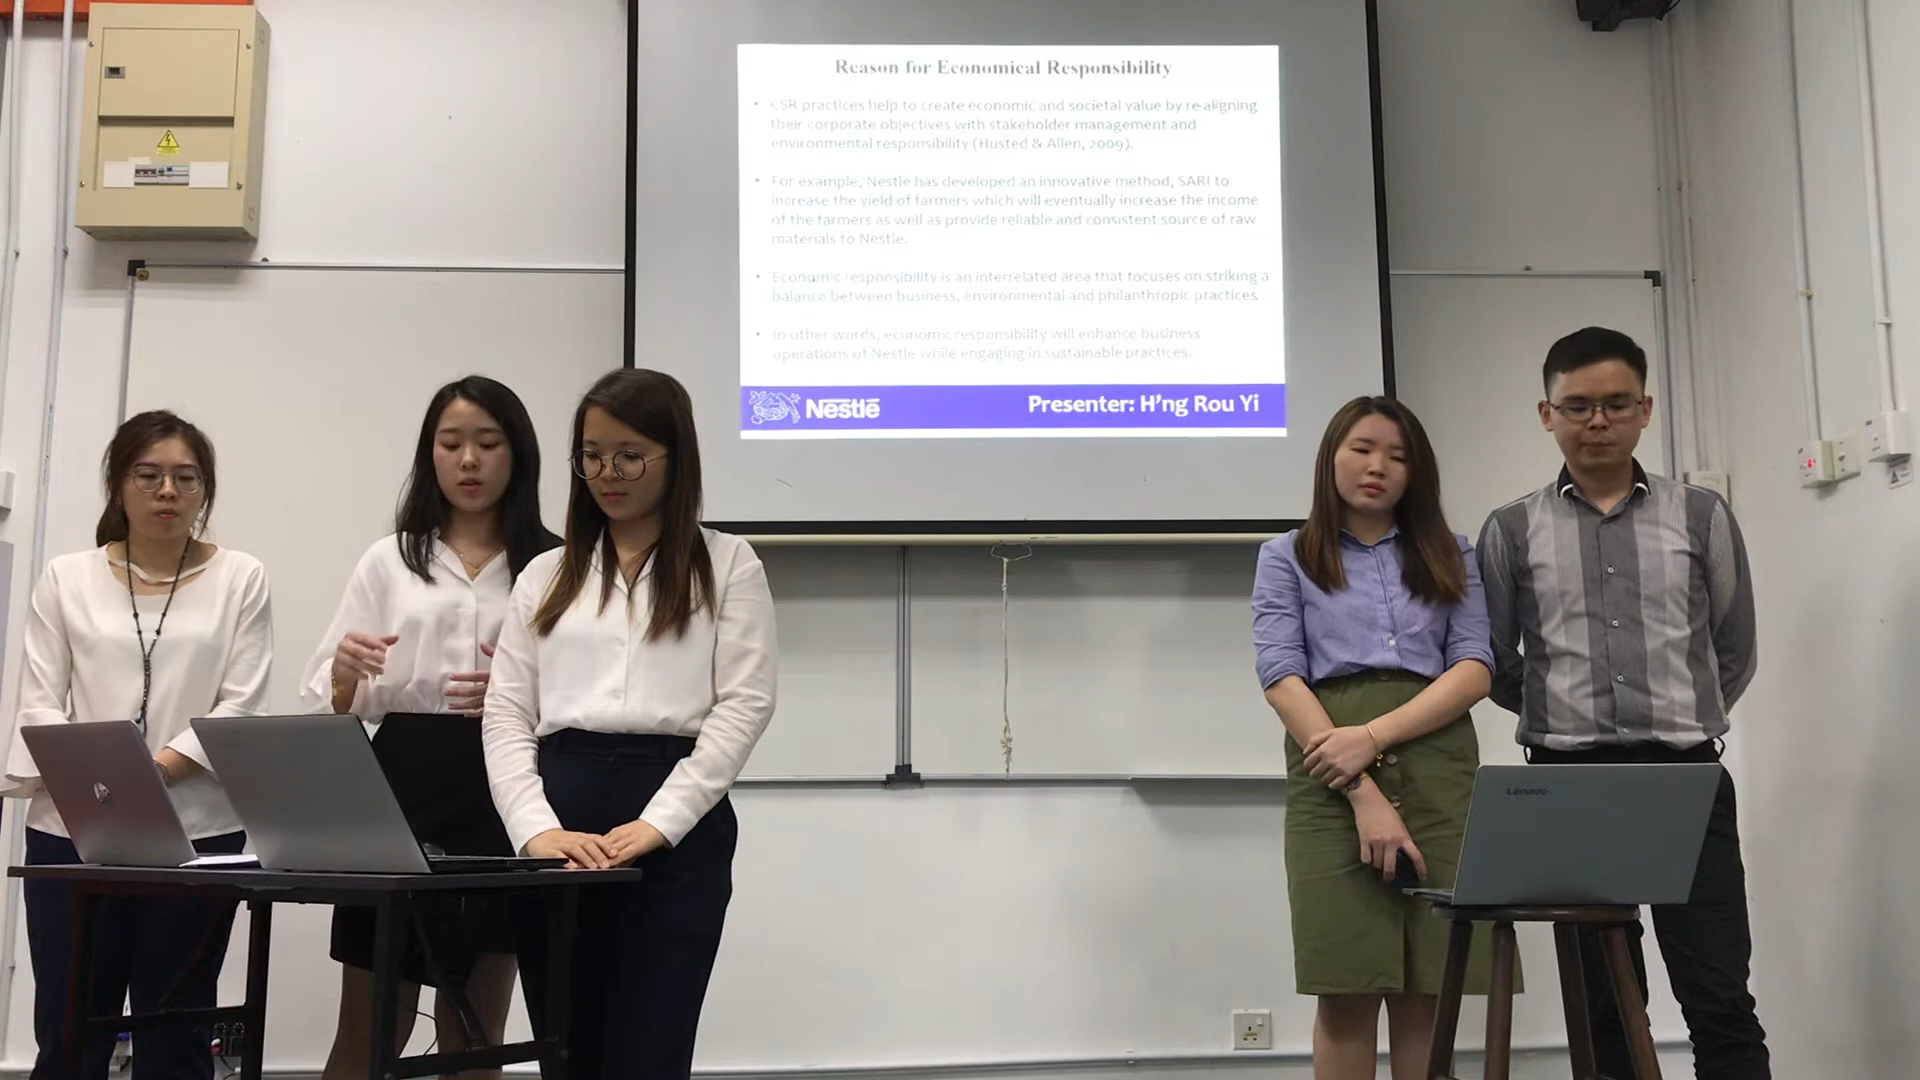 Reason for Economical Responsibility
• CSR practices help to create economic and societal value by re-aligning
their corporate objectives with stakeholder management and
environmental responsibility (Husted & Allen, 2009).
• For example, Nestle has developed an innovative method, SARI to
increase the yield of farmers which will eventually increase the income
of the farmers as well as provide reliable and consistent source of raw
materials to Nestle.
• Economic responsibility is an interrelated area that focuses on striking a
balance between business, environmental and philanthropic practices.
• In other words, economic responsibility will enhance business
operations of Nestle while engaging in sustainable practices.
Nestlé
Presenter: H'ng Rou Yi
hp
Lenovo